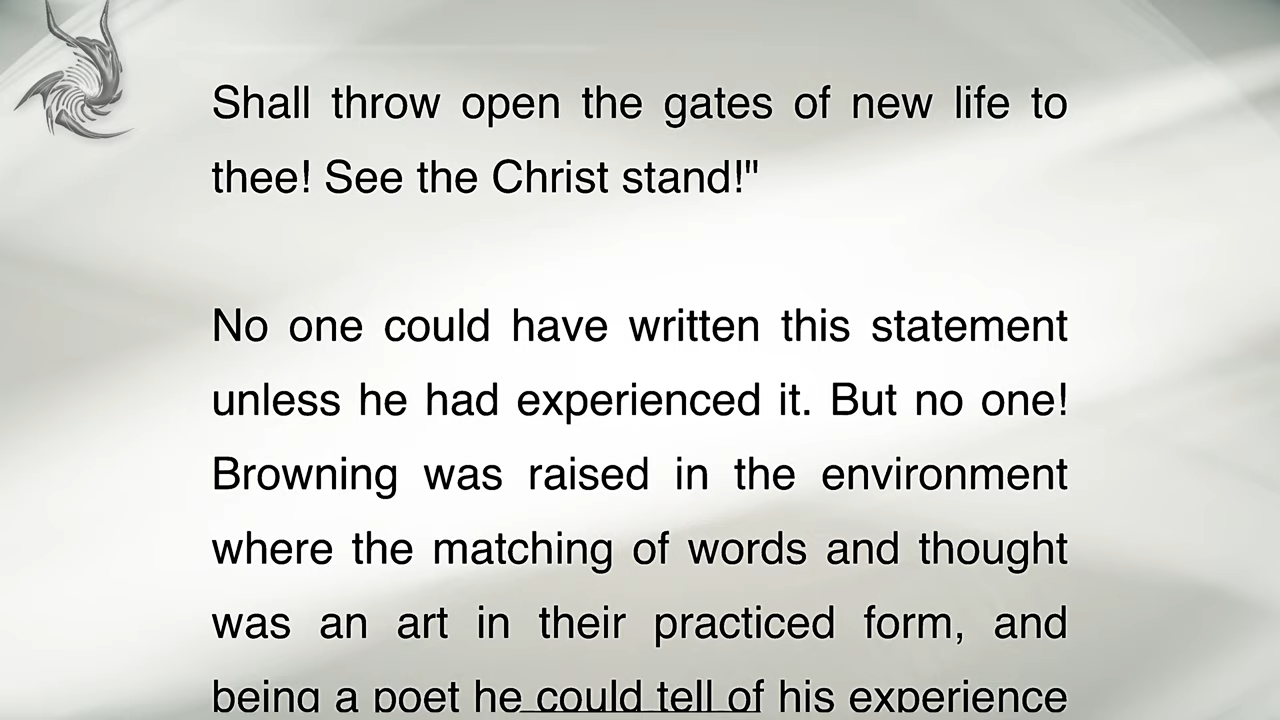 Shall throw open the gates of new life to
thee! See the Christ stand!"
No one could have written this statement
unless he had experienced it. But no one!
Browning was raised in the environment
where the matching of words and thought
was an art in their practiced form, and
being a poet he could tell of his experience